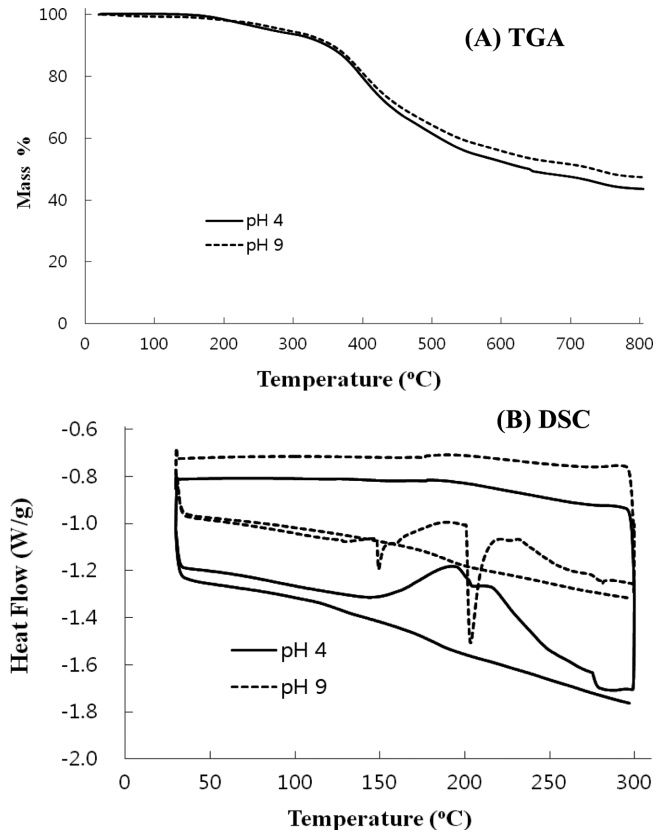 (A) TGA
100
80
60
40
20
0
Mass %
pH 4
pH 9
0 100 200 300 400 500 600 700 800
Temperature (oC)
(B) DSC
-0.6
-0.8
-1.0
-1.2
-1.4
-1.6
-1.8
-2.0
Heat Flow (W/g)
pH 4
pH 9
0 50 100 150 200 250 300
Temperature (oC)